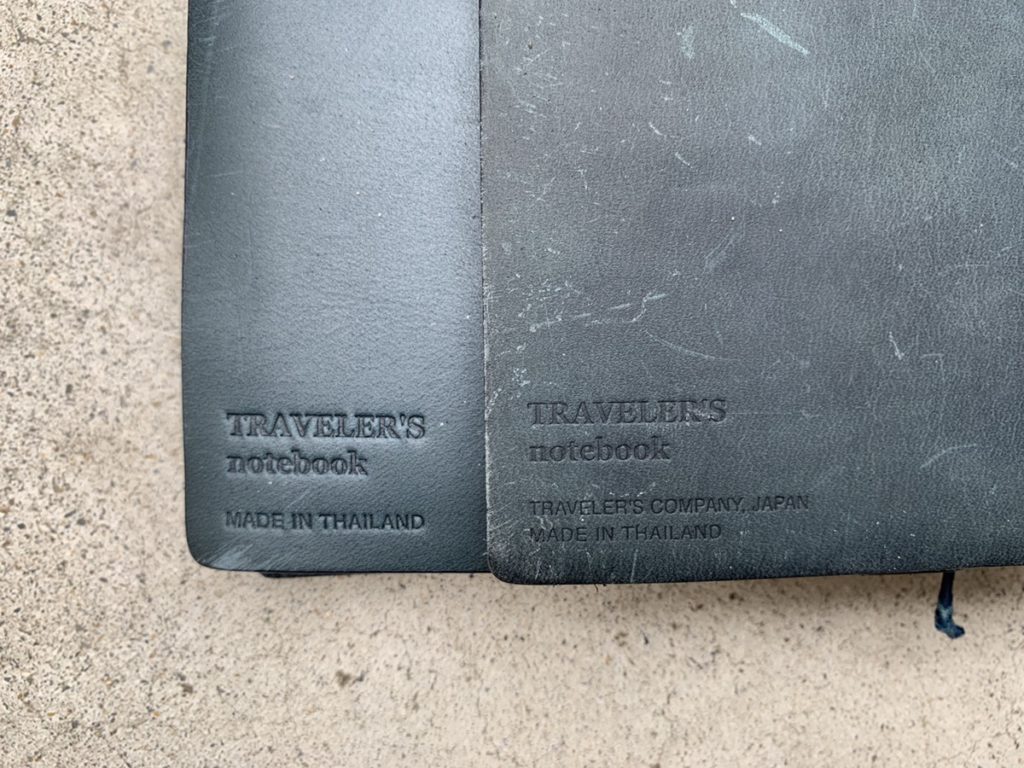 TRAVELER'S
notebook
MADE IN THAILAND
TRAVELER'S
notebook
TRAVELER'S COMPANY, JAPAN
MADE IN THAILAND